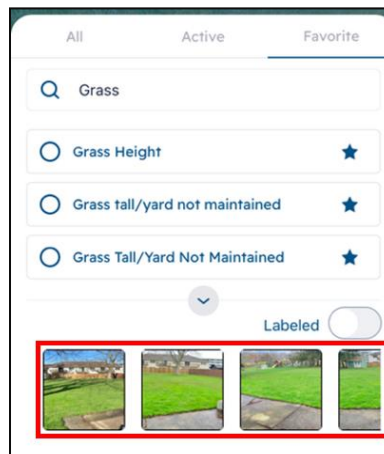 All Active Favorite
Grass
Grass Height
Grass tall/yard not maintained
Grass Tall/Yard Not Maintained
Labeled